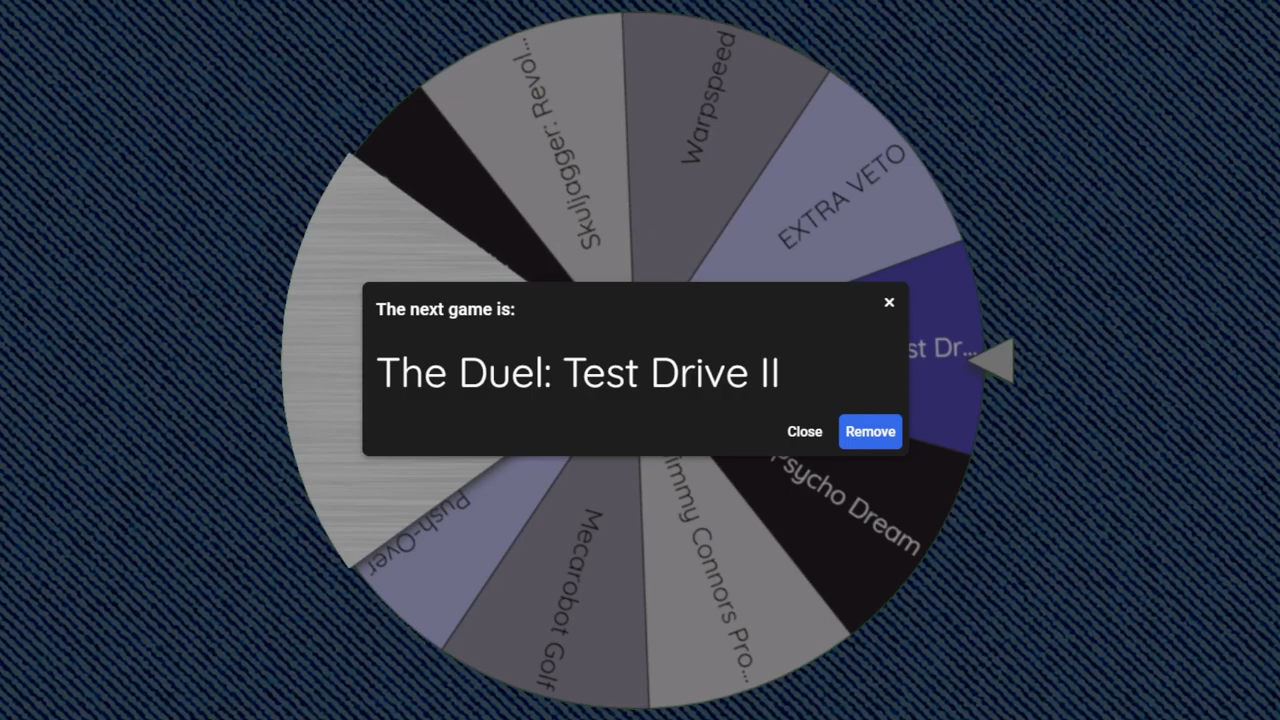 Skuljagger: Revol...
Warpspeed
EXTRA VETO
The next game is:
×
The Duel: Test Drive II
st Dr...
Close
Remove
Psycho Dream
immy Connors Pro...
Mecarobot Golf
Push-Over